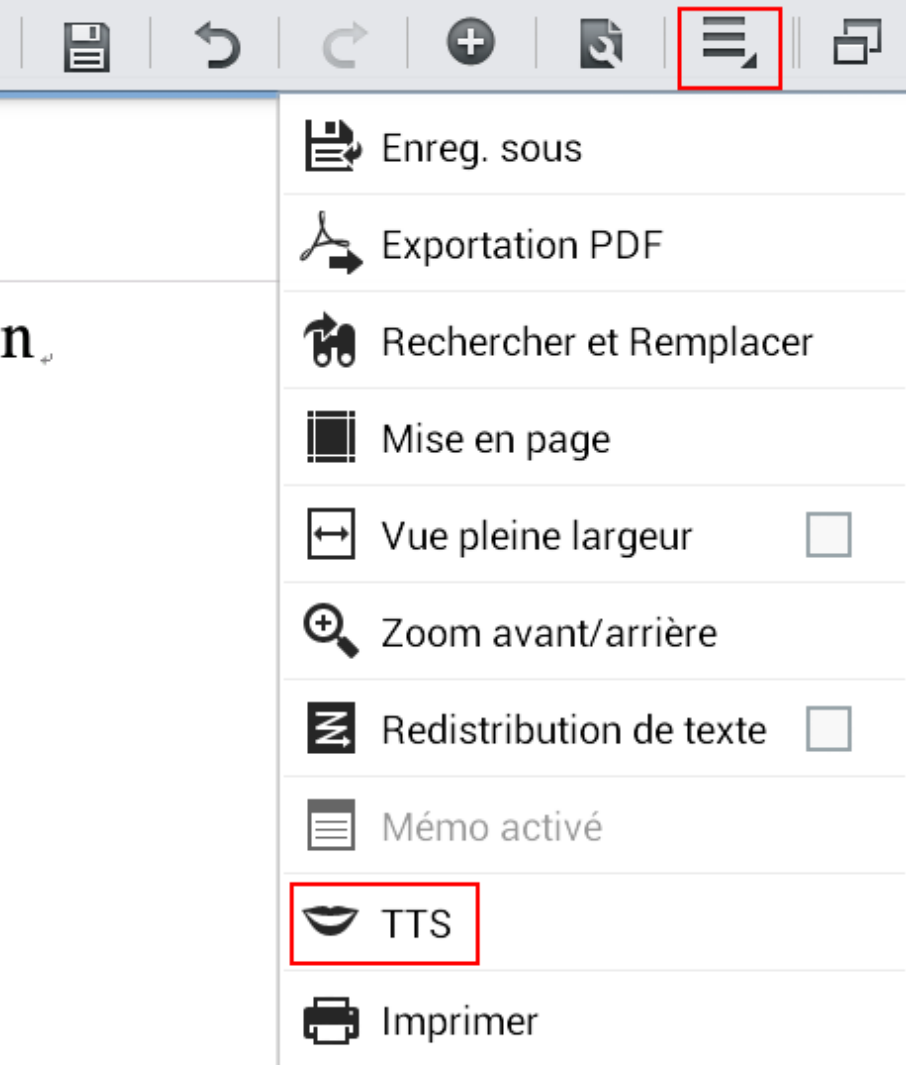 Enreg. sous
Exportation PDF
n
Rechercher et Remplacer
Mise en page
Vue pleine largeur
Zoom avant/arrière
Redistribution de texte
Mémo activé
TTS
Imprimer